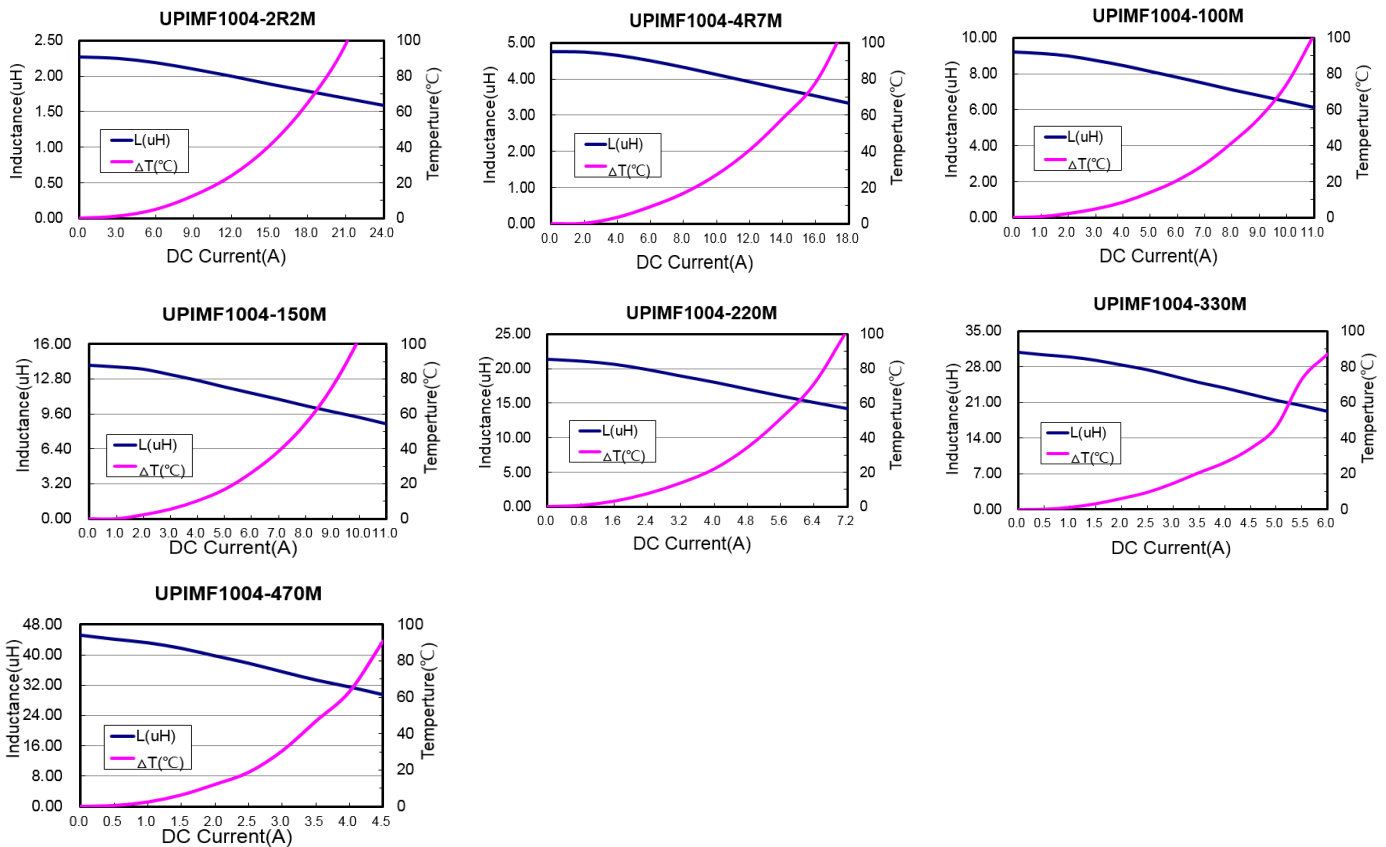 UPIMF1004-2R2M
2.50
2.00
1.50
1.00
0.50
0.00
Inductance(uH)
L(uH)
△T(℃)
100
80
60
40
20
0
Temperture(℃)
0.0 3.0 6.0 9.0 12.0 15.0 18.0 21.0 24.0
DC Current(A)
UPIMF1004-4R7M
5.00
4.00
3.00
2.00
1.00
0.00
Inductance(uH)
L(uH)
△T(℃)
100
80
60
40
20
0
Temperture(℃)
0.0 2.0 4.0 6.0 8.0 10.0 12.0 14.0 16.0 18.0
DC Current(A)
UPIMF1004-100M
10.00
8.00
6.00
4.00
2.00
0.00
Inductance(uH)
L(uH)
△T(℃)
100
80
60
40
20
0
Temperture(℃)
0.0 1.0 2.0 3.0 4.0 5.0 6.0 7.0 8.0 9.0 10.0 11.0
DC Current(A)
UPIMF1004-150M
16.00
12.80
9.60
6.40
3.20
0.00
Inductance(uH)
L(uH)
△T(℃)
100
80
60
40
20
0
Temperture(℃)
0.0 1.0 2.0 3.0 4.0 5.0 6.0 7.0 8.0 9.0 10.0 11.0
DC Current(A)
UPIMF1004-220M
25.00
20.00
15.00
10.00
5.00
0.00
Inductance(uH)
L(uH)
△T(℃)
100
80
60
40
20
0
Temperture(℃)
0.0 0.8 1.6 2.4 3.2 4.0 4.8 5.6 6.4 7.2
DC Current(A)
UPIMF1004-330M
35.00
28.00
21.00
14.00
7.00
0.00
Inductance(uH)
L(uH)
△T(℃)
100
80
60
40
20
0
Temperture(℃)
0.0 0.5 1.0 1.5 2.0 2.5 3.0 3.5 4.0 4.5 5.0 5.5 6.0
DC Current(A)
UPIMF1004-470M
48.00
40.00
32.00
24.00
16.00
8.00
0.00
Inductance(uH)
L(uH)
△T(℃)
100
80
60
40
20
0
Temperture(℃)
0.0 0.5 1.0 1.5 2.0 2.5 3.0 3.5 4.0 4.5
DC Current(A)